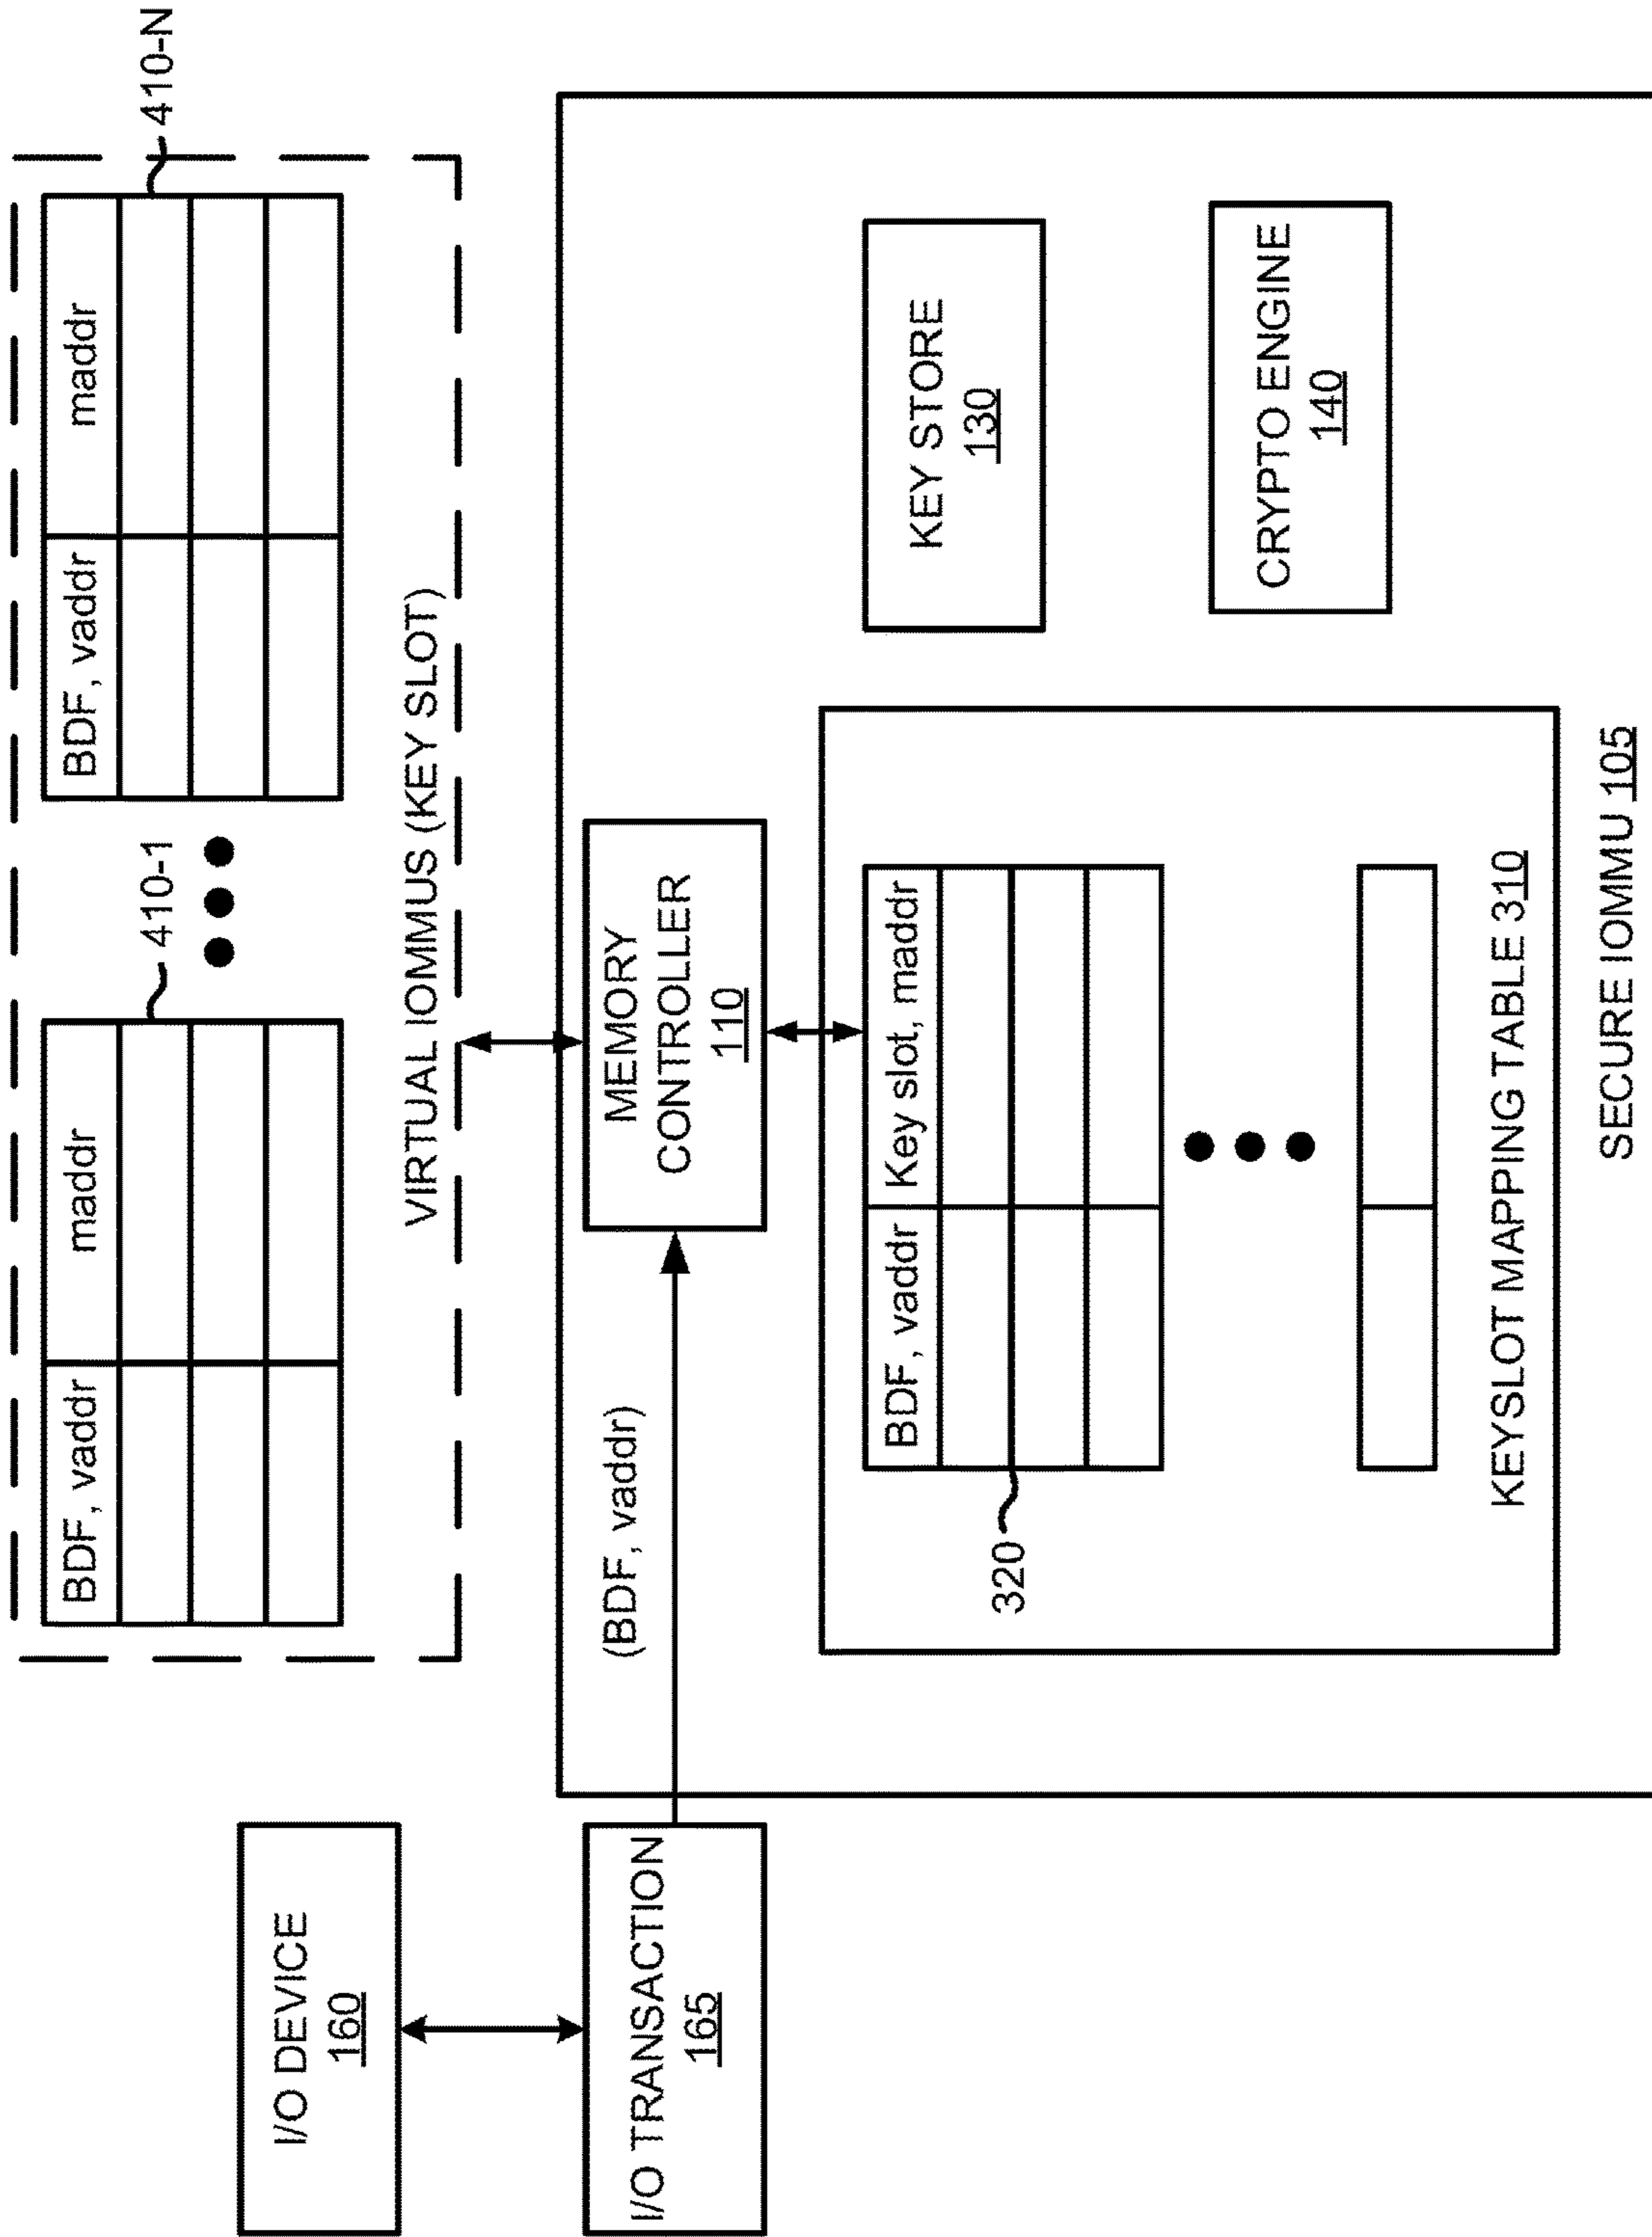 410-1
410-N
BDF, vaddr
maddr
BDF, vaddr
maddr
VIRTUAL IOMMUS (KEY SLOT)
I/O DEVICE
160
I/O TRANSACTION
165
(BDF, vaddr)
MEMORY
CONTROLLER
110
320
BDF, vaddr
Key slot, maddr
KEYSLOT MAPPING TABLE 310
KEY STORE
130
CRYPTO ENGINE
140
SECURE IOMMU 105